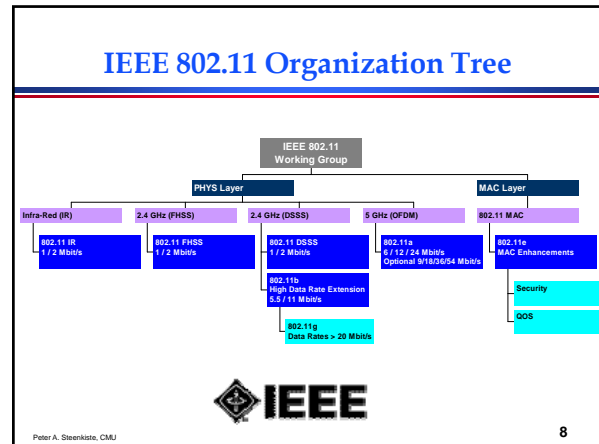 IEEE 802.11 Organization Tree
IEEE 802.11
Working Group
PHYS Layer
MAC Layer
Infra-Red (IR)
2.4 GHz (FHSS)
2.4 GHz (DSSS)
5 GHz (OFDM)
802.11 MAC
802.11 IR
1 / 2 Mbit/s
802.11 FHSS
1 / 2 Mbit/s
802.11 DSSS
1 / 2 Mbit/s
802.11a
6 / 12 / 24 Mbit/s
Optional 9/18/36/54 Mbit/s
802.11e
MAC Enhancements
802.11b
High Data Rate Extension
5.5 / 11 Mbit/s
Security
QOS
802.11g
Data Rates > 20 Mbit/s
IEEE
Peter A. Steenkiste, CMU
8